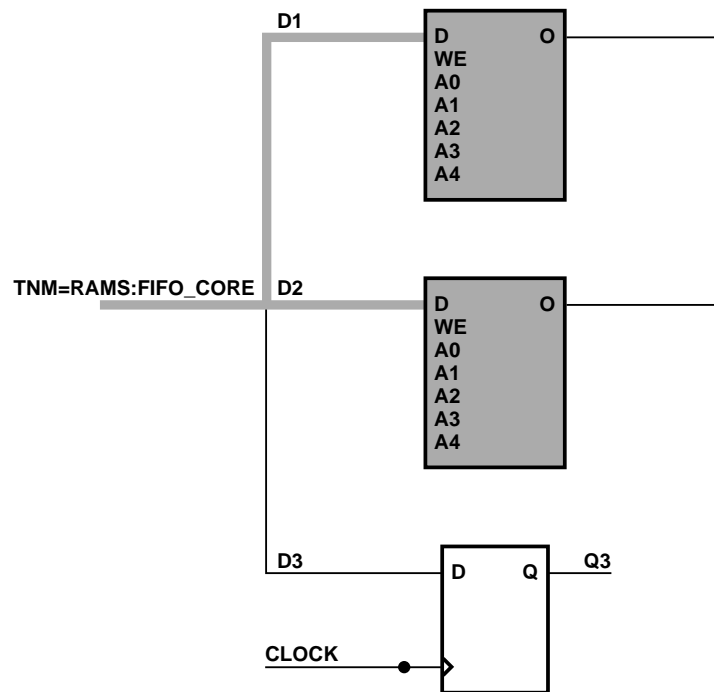 D1
D O
WE
A0
A1
A2
A3
A4
TNM=RAMS:FIFO_CORE D2
D O
WE
A0
A1
A2
A3
A4
D3
D Q
Q3
CLOCK